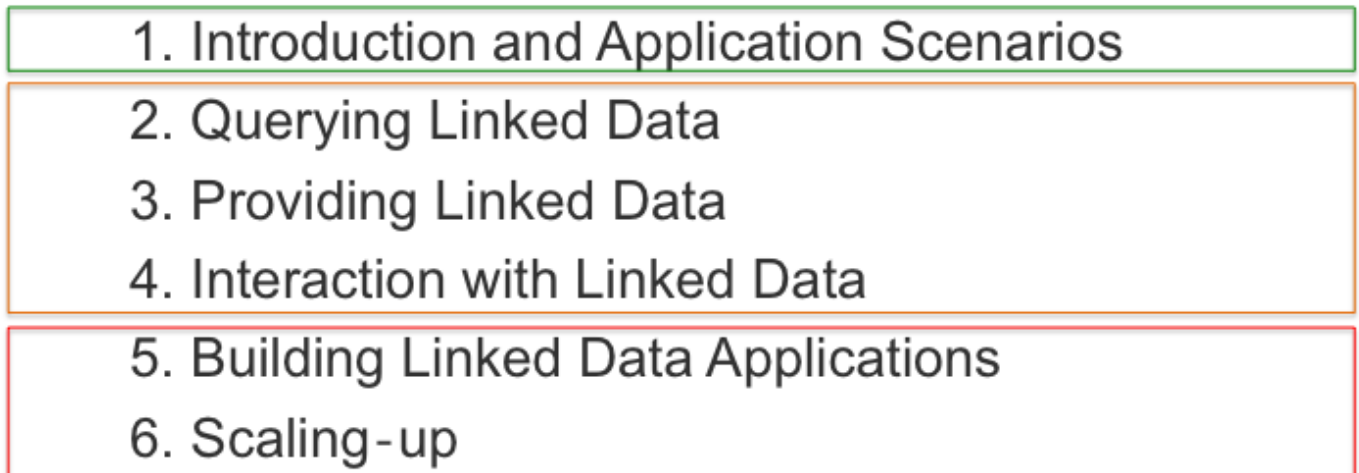 1. Introduction and Application Scenarios
2. Querying Linked Data
3. Providing Linked Data
4. Interaction with Linked Data
5. Building Linked Data Applications
6. Scaling-up